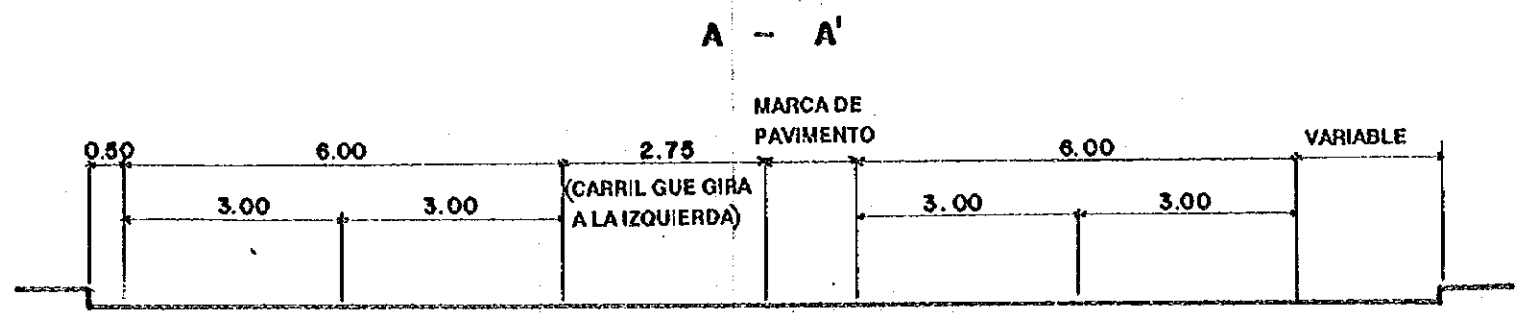 A - A'
MARCA DE
PAVIMENTO
0.50
6.00
2.75
6.00
VARIABLE
(CARRIL GUE GIRA
A LA IZQUIERDA)
3.00
3.00
3.00
3.00